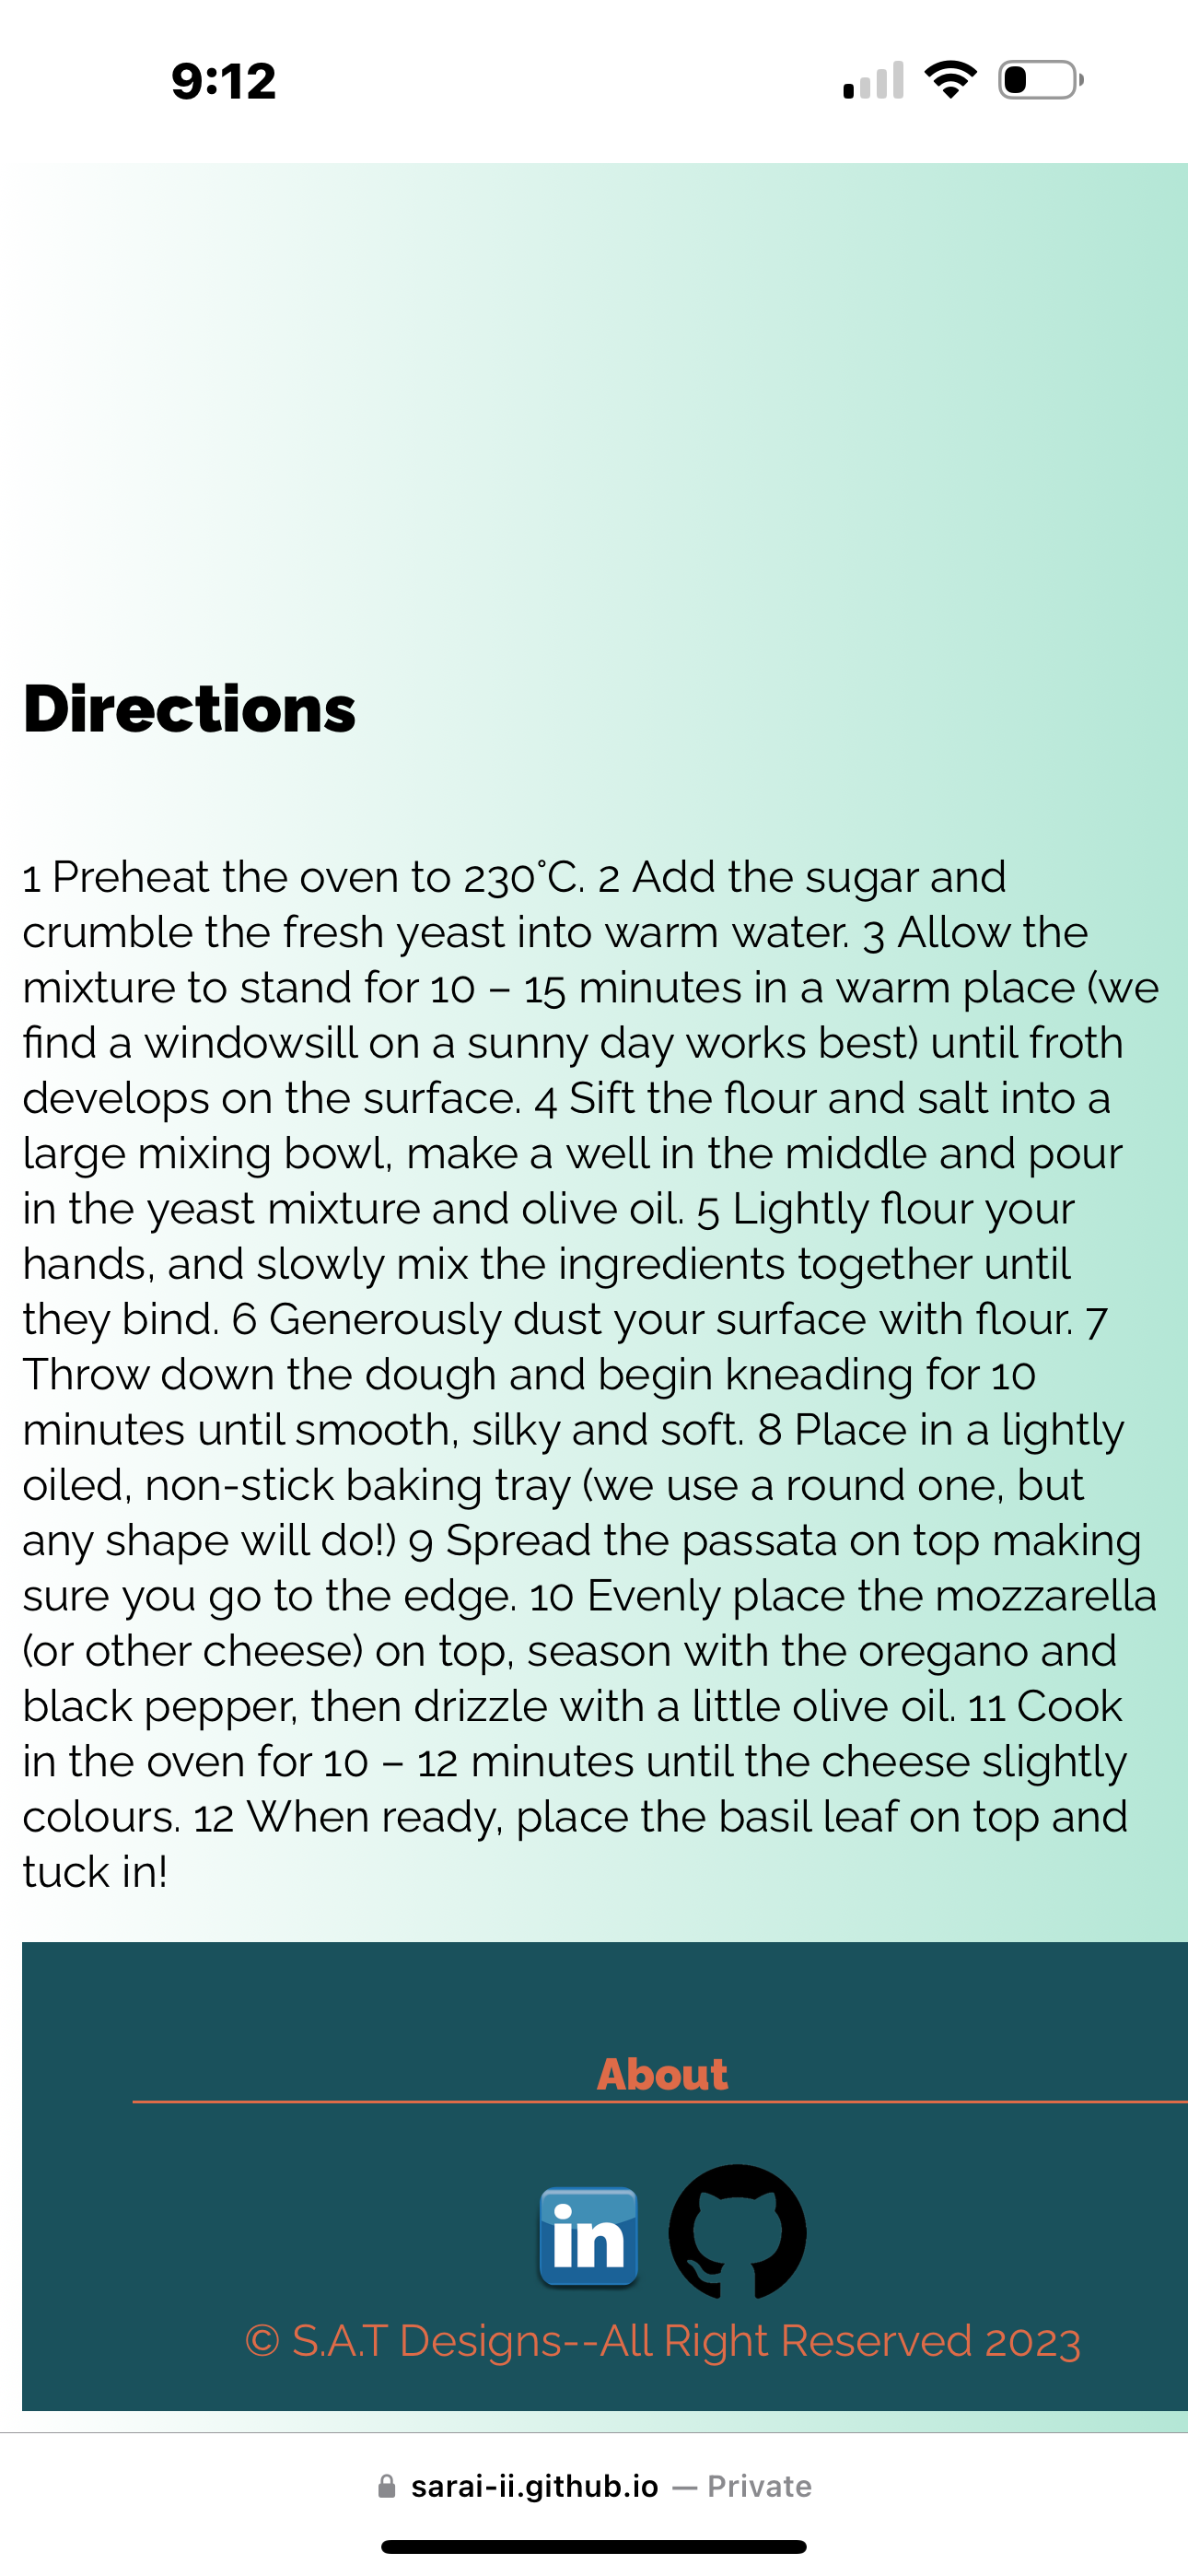 9:12
Directions
1 Preheat the oven to 230°C. 2 Add the sugar and
crumble the fresh yeast into warm water. 3 Allow the
mixture to stand for 10 – 15 minutes in a warm place (we
find a windowsill on a sunny day works best) until froth
develops on the surface. 4 Sift the flour and salt into a
large mixing bowl, make a well in the middle and pour
in the yeast mixture and olive oil. 5 Lightly flour your
hands, and slowly mix the ingredients together until
they bind. 6 Generously dust your surface with flour. 7
Throw down the dough and begin kneading for 10
minutes until smooth, silky and soft. 8 Place in a lightly
oiled, non-stick baking tray (we use a round one, but
any shape will do!) 9 Spread the passata on top making
sure you go to the edge. 10 Evenly place the mozzarella
(or other cheese) on top, season with the oregano and
black pepper, then drizzle with a little olive oil. 11 Cook
in the oven for 10 – 12 minutes until the cheese slightly
colours. 12 When ready, place the basil leaf on top and
tuck in!
About
in
© S.A.T Designs--All Right Reserved 2023
sarai-ii.github.io — Private